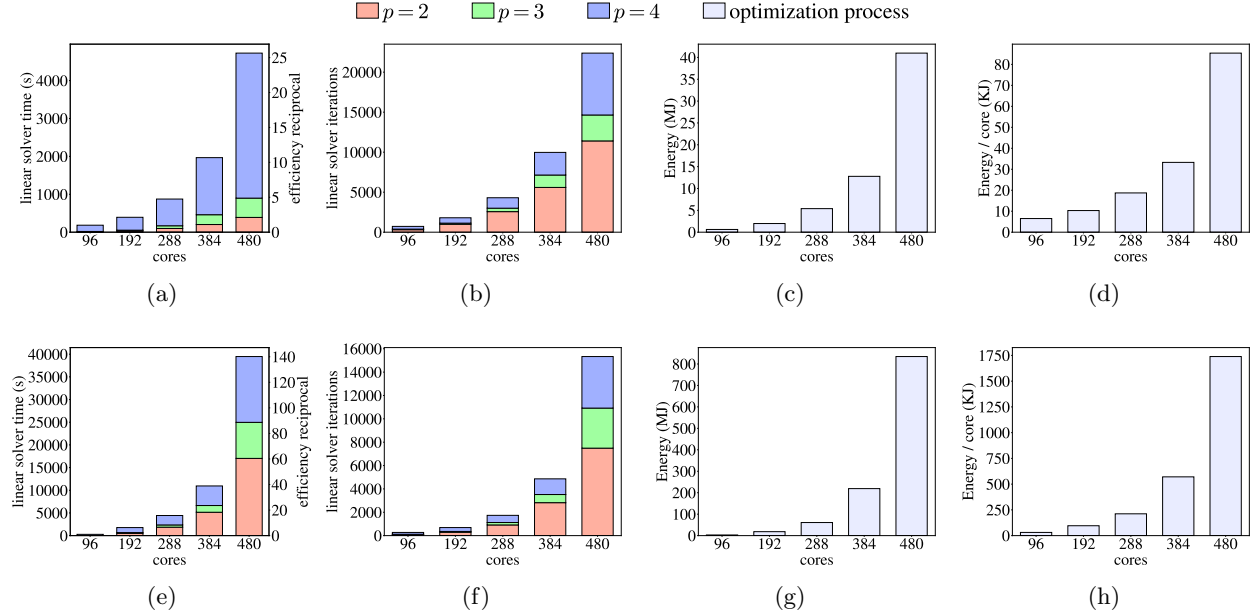 p = 2 p = 3 p = 4 optimization process
linear solver time (s)
4000
3000
2000
1000
0
25
20
15
10
5
0
efficiency reciprocal
96 192 288 384 480
cores
(a)
linear solver iterations
20000
15000
10000
5000
0
96 192 288 384 480
cores
(b)
Energy (MJ)
40
35
30
25
20
15
10
5
0
96 192 288 384 480
cores
(c)
Energy / core (KJ)
80
70
60
50
40
30
20
10
0
96 192 288 384 480
cores
(d)
linear solver time (s)
40000
35000
30000
25000
20000
15000
10000
5000
0
140
120
100
80
60
40
20
0
efficiency reciprocal
96 192 288 384 480
cores
(e)
linear solver iterations
16000
14000
12000
10000
8000
6000
4000
2000
0
96 192 288 384 480
cores
(f)
Energy (MJ)
800
700
600
500
400
300
200
100
0
96 192 288 384 480
cores
(g)
Energy / core (KJ)
1750
1500
1250
1000
750
500
250
0
96 192 288 384 480
cores
(h)